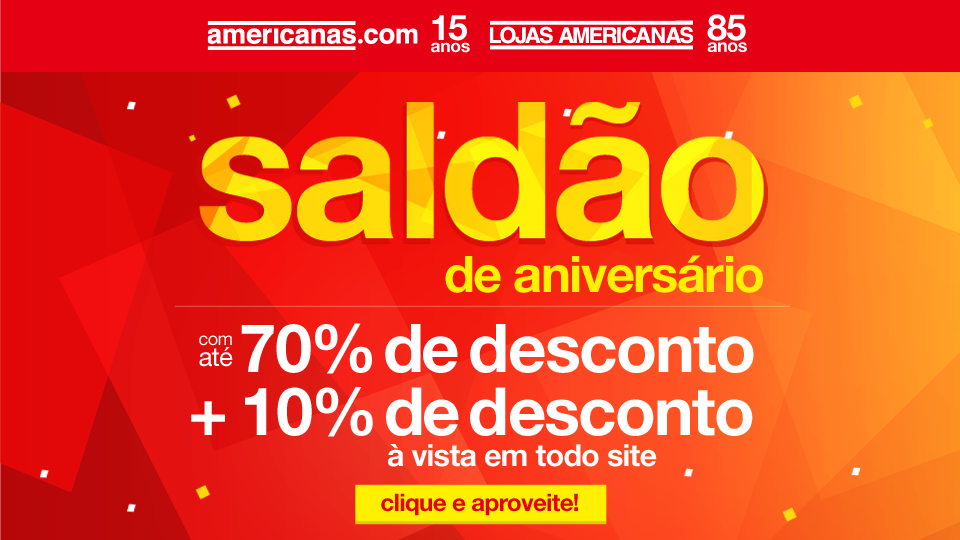 americanas.com 15 anos LOJAS AMERICANAS 85 anos
saldão
de aniversário
com até 70% de desconto
+ 10% de desconto
à vista em todo site
clique e aproveite!